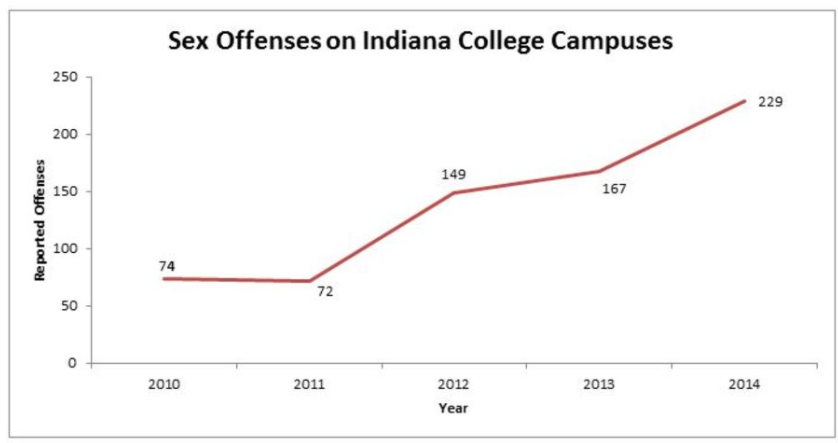 Sex Offenses on Indiana College Campuses
250
200
150
100
50
0
Reported Offenses
74
72
149
167
229
2010 2011 2012 2013 2014
Year